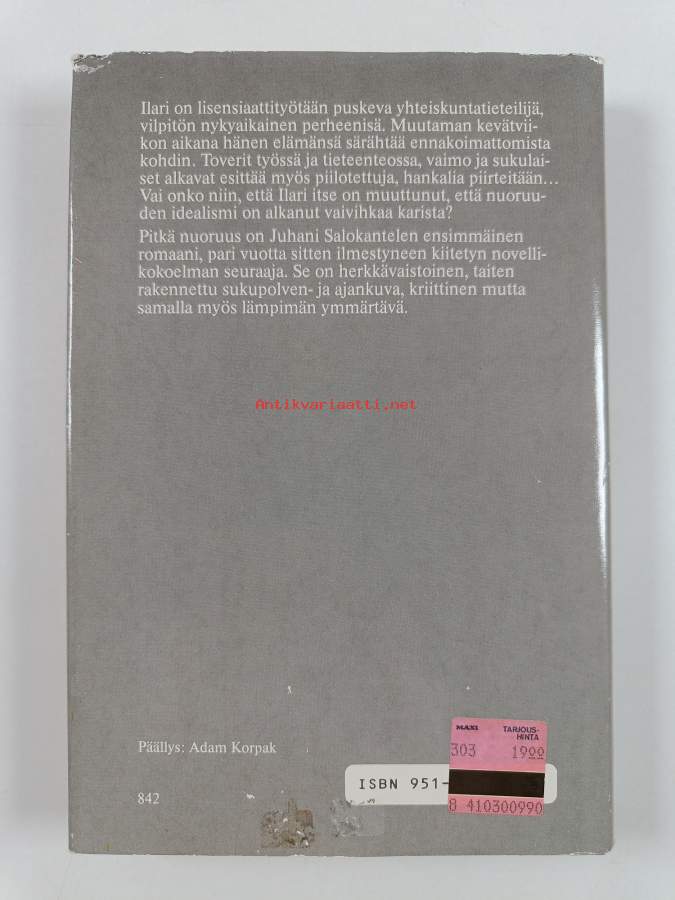 Ilari on lisensiaattityötään puskeva yhteiskuntatieteilijä,
vilpitön nykyaikainen perheenisä. Muutaman kevätvii-
kon aikana hänen elämänsä särähtää ennakoimattomista
kohdin. Toverit työssä ja tieteenteossa, vaimo ja sukulai-
set alkavat esittää myös piilotettuja, hankalia piirteitään...
Vai onko niin, että Ilari itse on muuttunut, että nuoruu-
den idealismi on alkanut vaivihkaa karista?
Pitkä nuoruus on Juhani Salokantelen ensimmäinen
romaani, pari vuotta sitten ilmestyneen kiitetyn novelli-
kokoelman seuraaja. Se on herkkävaistoinen, taiten
rakennettu sukupolven- ja ajankuva, kriittinen mutta
samalla myös lämpimän ymmärtävä.
Antikvariaatti.net
Päällys: Adam Korpak
842
MAXI TARJOUS-
HINTA
303 1900
ISBN 951-
8 410300990